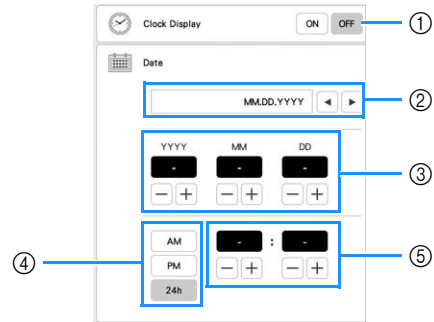 Clock Display ON OFF ①
Date
MM.DD.YYYY ◄ ► ②
YYYY MM DD
- - -
− + − + − + ③
④ AM - : - ⑤
PM − + − +
24h